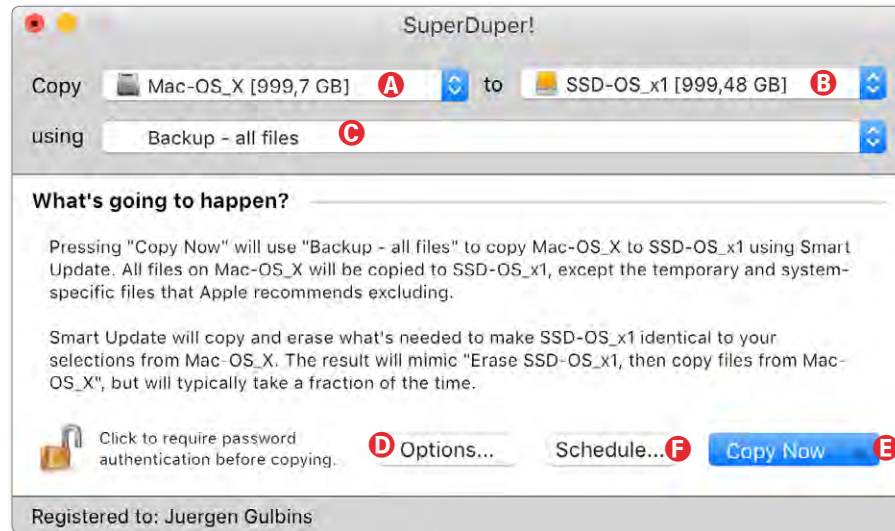 SuperDuper!
Copy Mac-OS_X [999,7 GB] A to SSD-OS_x1 [999,48 GB] B
using Backup - all files C
What's going to happen?
Pressing "Copy Now" will use "Backup - all files" to copy Mac-OS_X to SSD-OS_x1 using Smart
Update. All files on Mac-OS_X will be copied to SSD-OS_x1, except the temporary and system-
specific files that Apple recommends excluding.
Smart Update will copy and erase what's needed to make SSD-OS_x1 identical to your
selections from Mac-OS_X. The result will mimic "Erase SSD-OS_x1, then copy files from Mac-
OS_X", but will typically take a fraction of the time.
Click to require password
authentication before copying.
D Options... Schedule... F Copy Now E
Registered to: Juergen Gulbins